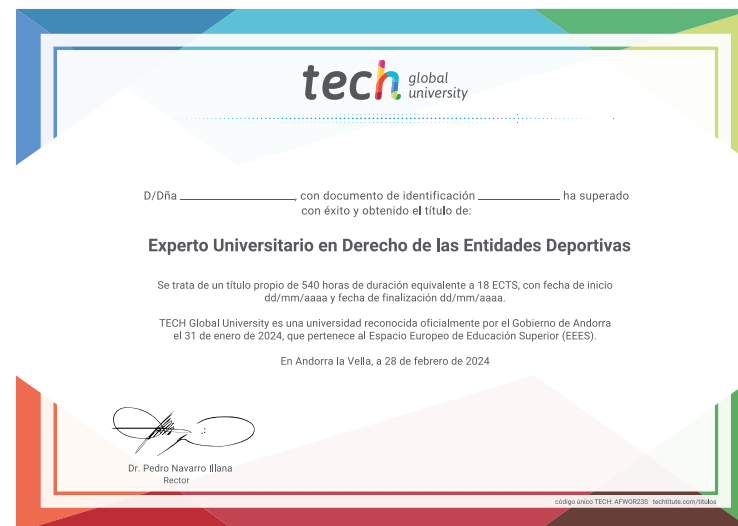 tech global university
D/Dña ____________, con documento de identificación ____________ ha superado
con éxito y obtenido el título de:
Experto Universitario en Derecho de las Entidades Deportivas
Se trata de un título propio de 540 horas de duración equivalente a 18 ECTS, con fecha de inicio
dd/mm/aaaa y fecha de finalización dd/mm/aaaa.
TECH Global University es una universidad reconocida oficialmente por el Gobierno de Andorra
el 31 de enero de 2024, que pertenece al Espacio Europeo de Educación Superior (EEES).
En Andorra la Vella, a 28 de febrero de 2024
Dr. Pedro Navarro Illana
Rector
código único TECH: AFWOR23S techtitute.com/títulos